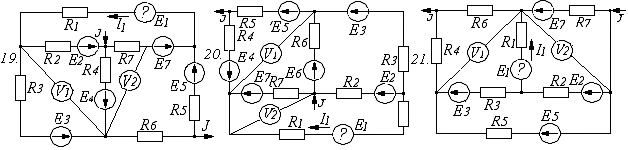 19.
R1
I1
?
E1
J
J
R2
E2
R7
E7
R3
V1
R4
V2
E4
E5
R5
E3
R6
J
20.
J
R5
E5
E3
R4
V1
R6
R3
E4
E6
E7
R7
R2
E2
V2
J
I1
R1
?
E1
21.
J
R6
E7
R7
J
R4
V1
R1
I1
V2
E1
?
E3
R3
R2
E2
R5
E5